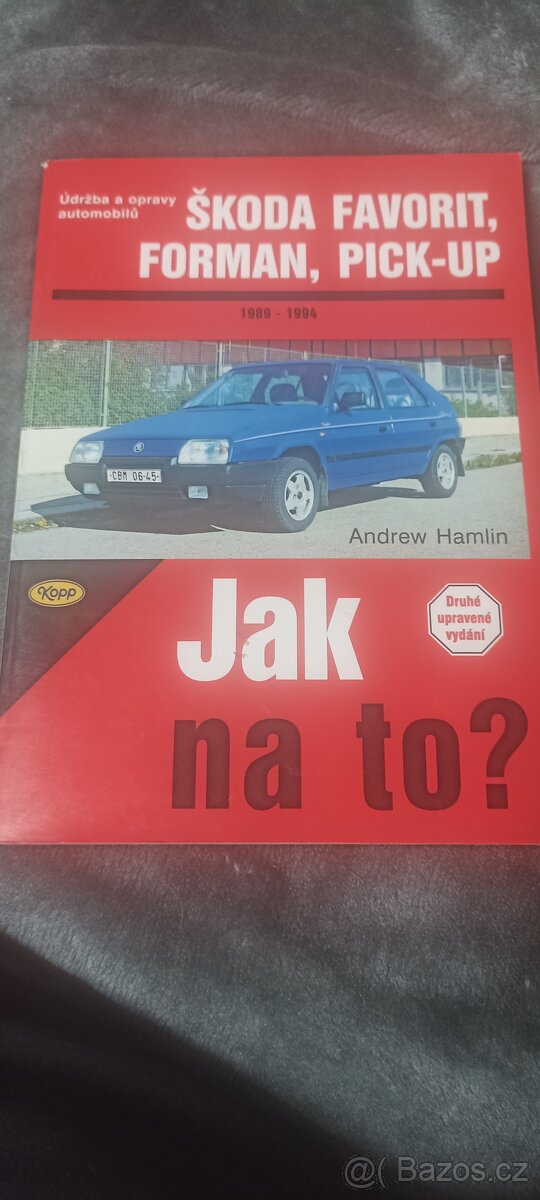 Údržba a opravy
automobilů
ŠKODA FAVORIT,
FORMAN, PICK-UP
1989 - 1994
CBM 06-45
Andrew Hamlin
Kopp
Druhé
upravené
vydání
Jak
na to?
@( Bazos.cz